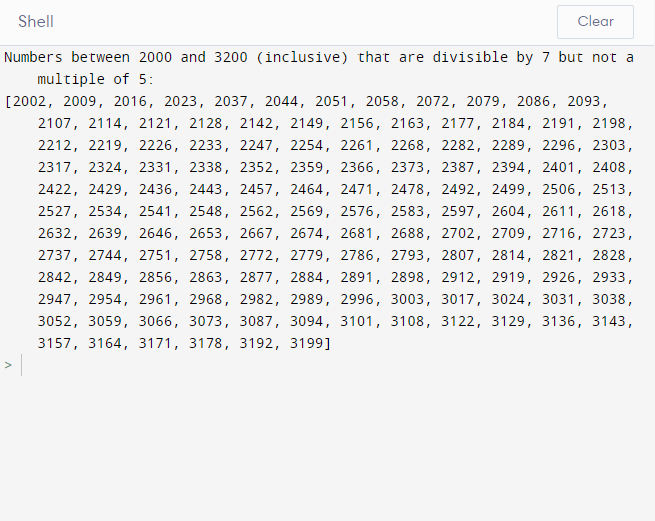 Shell
Clear
Numbers between 2000 and 3200 (inclusive) that are divisible by 7 but not a
multiple of 5:
[2002, 2009, 2016, 2023, 2037, 2044, 2051, 2058, 2072, 2079, 2086, 2093,
2107, 2114, 2121, 2128, 2142, 2149, 2156, 2163, 2177, 2184, 2191, 2198,
2212, 2219, 2226, 2233, 2247, 2254, 2261, 2268, 2282, 2289, 2296, 2303,
2317, 2324, 2331, 2338, 2352, 2359, 2366, 2373, 2387, 2394, 2401, 2408,
2422, 2429, 2436, 2443, 2457, 2464, 2471, 2478, 2492, 2499, 2506, 2513,
2527, 2534, 2541, 2548, 2562, 2569, 2576, 2583, 2597, 2604, 2611, 2618,
2632, 2639, 2646, 2653, 2667, 2674, 2681, 2688, 2702, 2709, 2716, 2723,
2737, 2744, 2751, 2758, 2772, 2779, 2786, 2793, 2807, 2814, 2821, 2828,
2842, 2849, 2856, 2863, 2877, 2884, 2891, 2898, 2912, 2919, 2926, 2933,
2947, 2954, 2961, 2968, 2982, 2989, 2996, 3003, 3017, 3024, 3031, 3038,
3052, 3059, 3066, 3073, 3087, 3094, 3101, 3108, 3122, 3129, 3136, 3143,
3157, 3164, 3171, 3178, 3192, 3199]
>